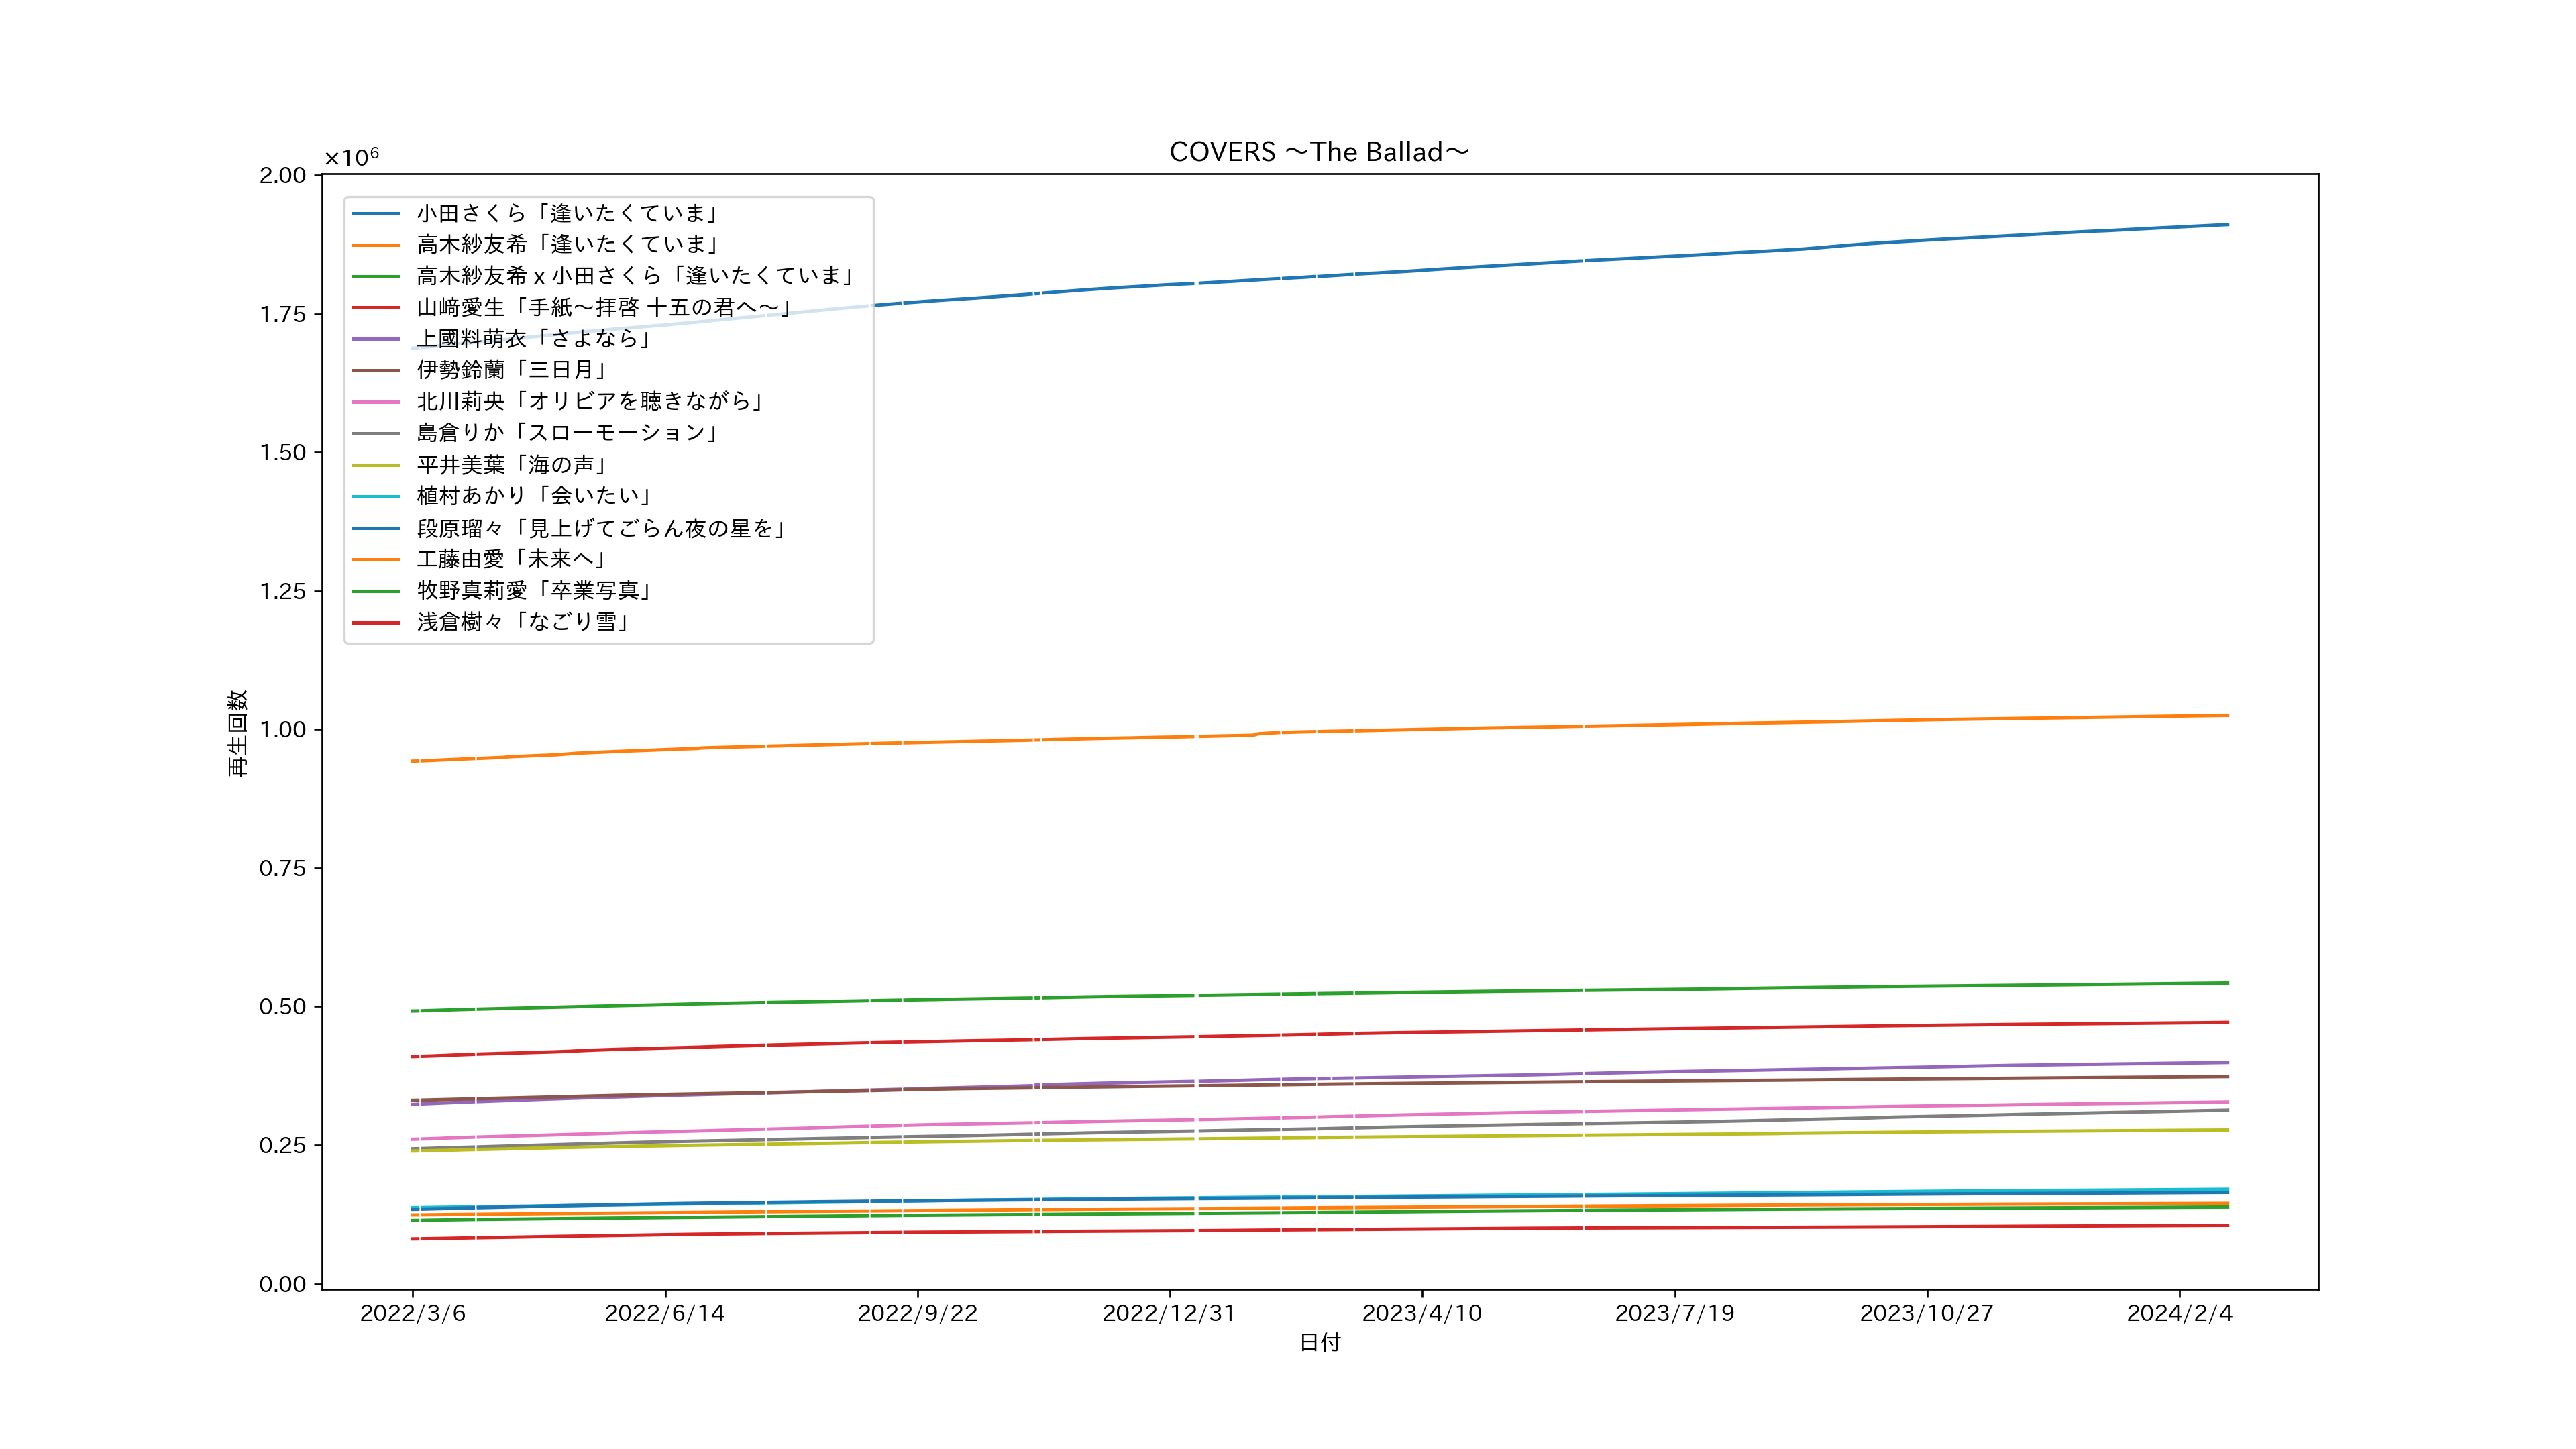 COVERS ～The Ballad～
×10⁶
2.00
1.75
1.50
1.25
1.00
0.75
0.50
0.25
0.00
再生回数
小田さくら「逢いたくていま」
高木紗友希「逢いたくていま」
高木紗友希 x 小田さくら「逢いたくていま」
山﨑愛生「手紙～拝啓 十五の君へ～」
上國料萌衣「さよなら」
伊勢鈴蘭「三日月」
北川莉央「オリビアを聴きながら」
島倉りか「スローモーション」
平井美葉「海の声」
植村あかり「会いたい」
段原瑠々「見上げてごらん夜の星を」
工藤由愛「未来へ」
牧野真莉愛「卒業写真」
浅倉樹々「なごり雪」
2022/3/6 2022/6/14 2022/9/22 2022/12/31 2023/4/10 2023/7/19 2023/10/27 2024/2/4
日付